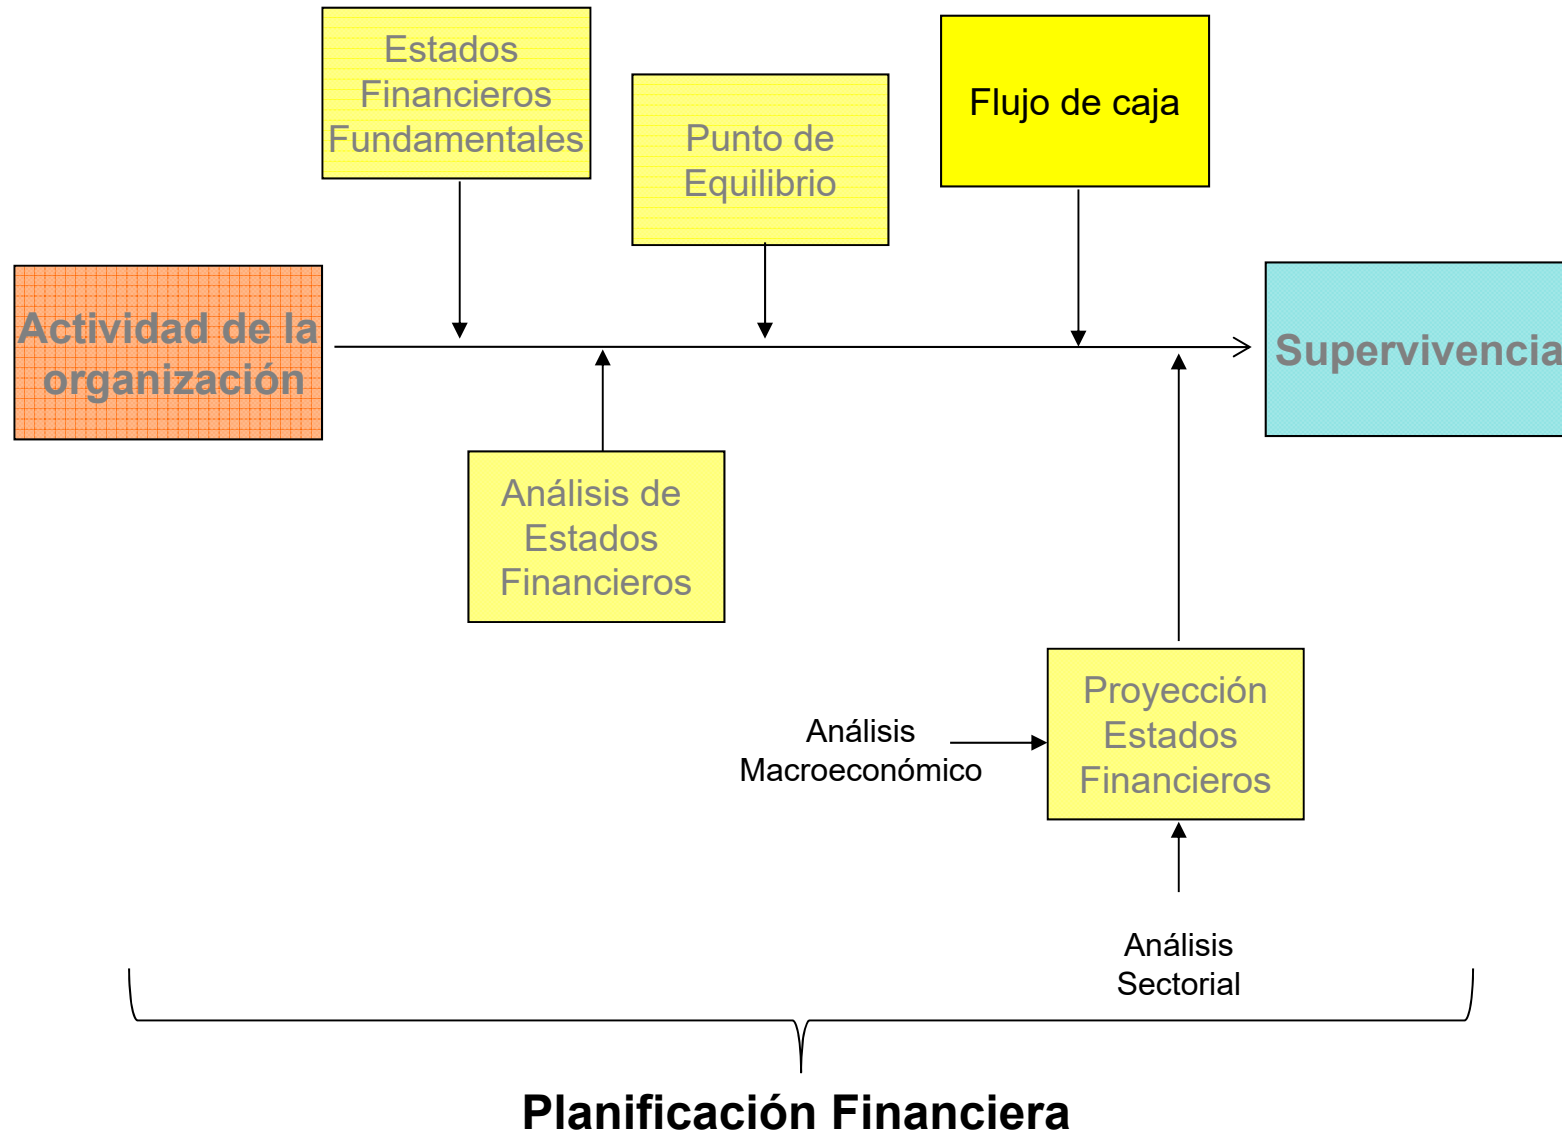 Estados
Financieros
Fundamentales
Punto de
Equilibrio
Flujo de caja
Actividad de la
organización
Supervivencia
Análisis de
Estados
Financieros
Proyección
Estados
Financieros
Análisis
Macroeconómico
Análisis
Sectorial
Planificación Financiera